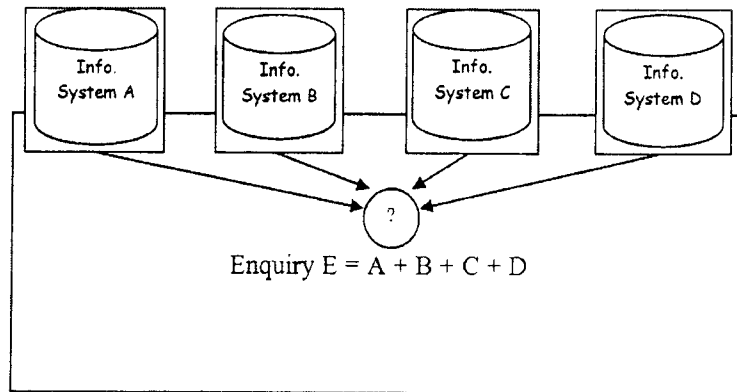 Info.
System A
Info.
System B
Info.
System C
Info.
System D
?
Enquiry E = A + B + C + D